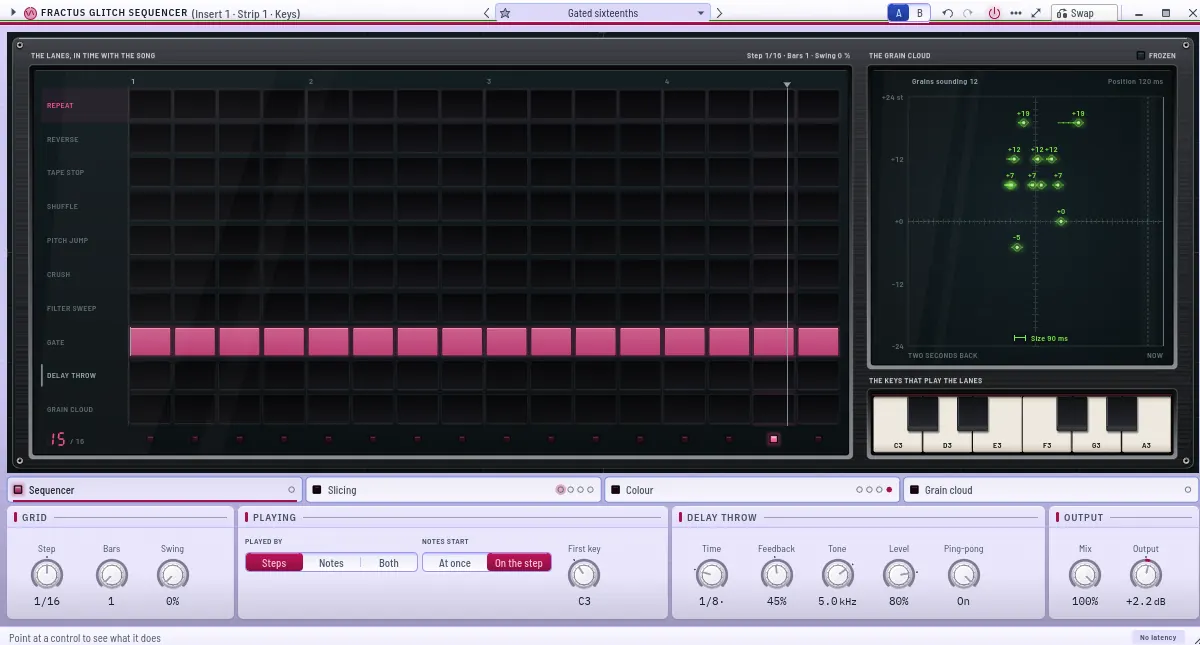 FRACTUS GLITCH SEQUENCER (Insert 1 · Strip 1 · Keys)
Gated sixteenths
A B
Swap
THE LANES, IN TIME WITH THE SONG
Step 1/16 · Bars 1 · Swing 0 %
1 2 3 4
REPEAT
REVERSE
TAPE STOP
SHUFFLE
PITCH JUMP
CRUSH
FILTER SWEEP
GATE
DELAY THROW
GRAIN CLOUD
15 / 16
THE GRAIN CLOUD
FROZEN
Grains sounding 12
Position 120 ms
+24 st
+19 +19
+12 +12 +12 +12
+7 +7 +7
+0 +0
-5
-12
-24
Size 90 ms
TWO SECONDS BACK
NOW
THE KEYS THAT PLAY THE LANES
C3 D3 E3 F3 G3 A3
Sequencer
Slicing
Colour
Grain cloud
GRID
Step Bars Swing
1/16 1 0%
PLAYING
PLAYED BY
Steps Notes Both
NOTES START
At once On the step
First key
C3
DELAY THROW
Time Feedback Tone Level Ping-pong
1/8· 45% 5.0 kHz 80% On
OUTPUT
Mix Output
100% +2.2 dB
Point at a control to see what it does
No latency